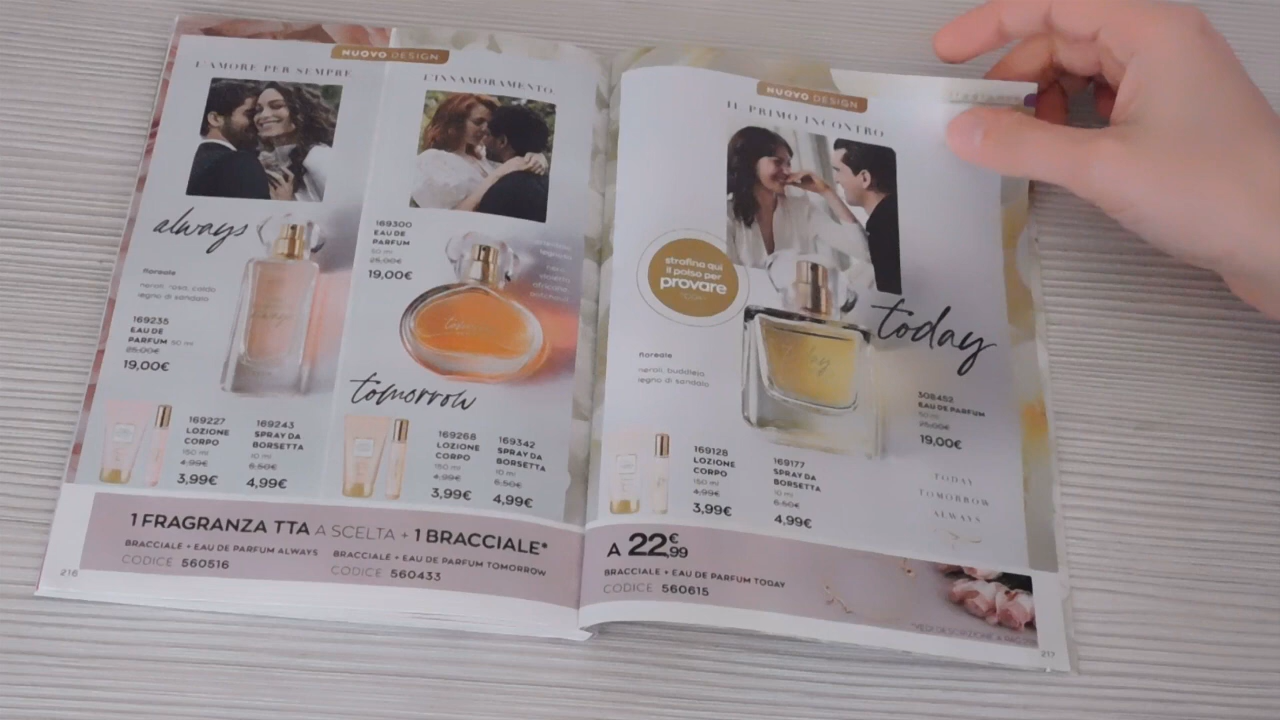 NUOVO DESIGN
L'AMORE PER SEMPRE
L'INNAMORAMENTO
always
floreale
neroli, rosa, caldo
legno di sandalo
169235
EAU DE
PARFUM 50 ml
25,00€
19,00€
169300
EAU DE
PARFUM
50 ml
25,00€
19,00€
tomorrow
169227
LOZIONE
CORPO
150 ml
4,99€
3,99€
169243
SPRAY DA
BORSETTA
10 ml
6,50€
4,99€
169268
LOZIONE
CORPO
150 ml
4,99€
3,99€
169342
SPRAY DA
BORSETTA
10 ml
6,50€
4,99€
1 FRAGRANZA TTA A SCELTA + 1 BRACCIALE*
BRACCIALE + EAU DE PARFUM ALWAYS
CODICE 560516
BRACCIALE + EAU DE PARFUM TOMORROW
CODICE 560433
216
NUOVO DESIGN
IL PRIMO INCONTRO
strofina qui
il polso per
provare
today
floreale
neroli, buddleia
legno di sandalo
308452
EAU DE PARFUM
50 ml
25,00€
19,00€
169128
LOZIONE
CORPO
150 ml
4,99€
3,99€
169177
SPRAY DA
BORSETTA
10 ml
6,50€
4,99€
TODAY
TOMORROW
ALWAYS
A 22,99€
BRACCIALE + EAU DE PARFUM TODAY
CODICE 560615
217